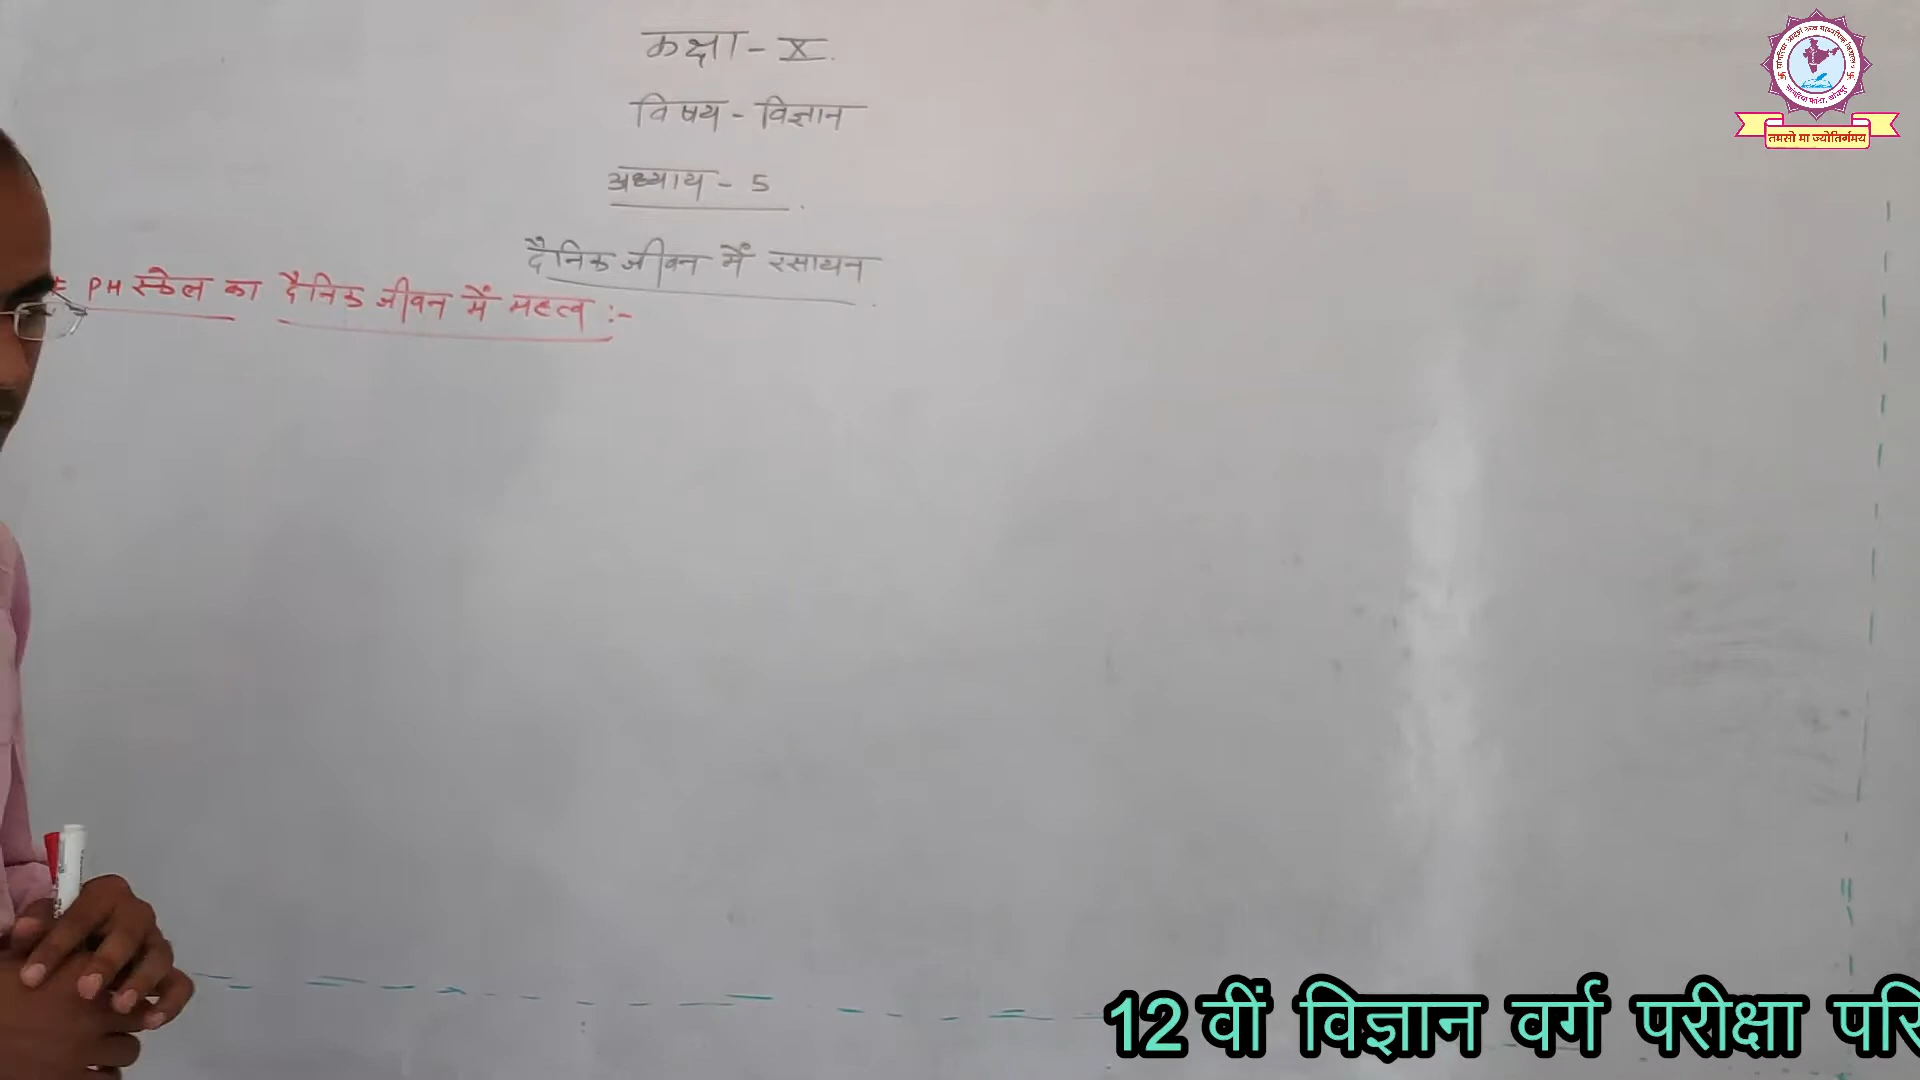 कक्षा - X.
विषय - विज्ञान
अध्याय - 5
दैनिक जीवन में रसायन
PH स्केल का दैनिक जीवन में महत्व :-
तमसो मा ज्योतिर्गमय
12 वीं विज्ञान वर्ग परीक्षा परि